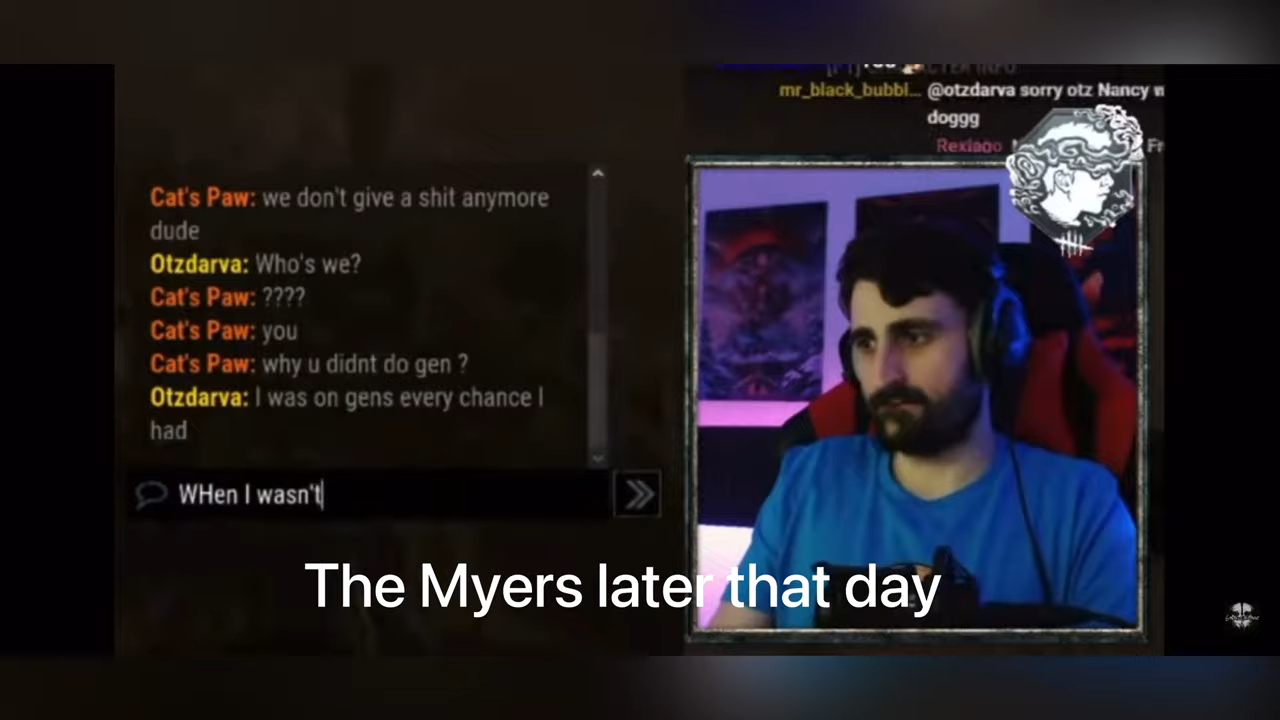 mr_black_bubbl... @otzdarva sorry otz Nancy
doggg
Rexiago
Cat's Paw: we don't give a shit anymore
dude
Otzdarva: Who's we?
Cat's Paw: ????
Cat's Paw: you
Cat's Paw: why u didnt do gen ?
Otzdarva: I was on gens every chance I
had
WHen I wasn't
The Myers later that day